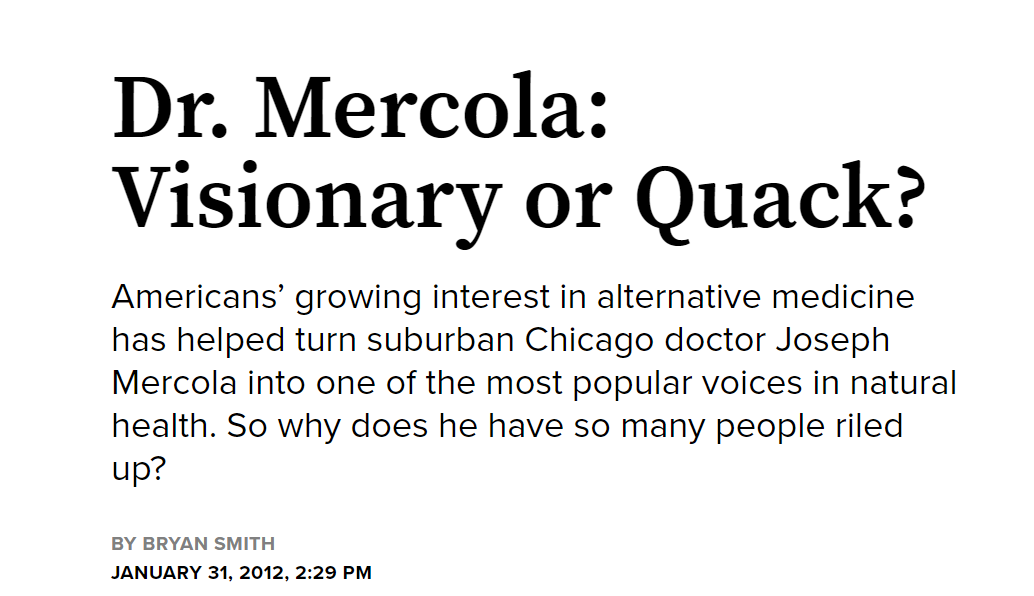 Dr. Mercola:
Visionary or Quack?
Americans’ growing interest in alternative medicine
has helped turn suburban Chicago doctor Joseph
Mercola into one of the most popular voices in natural
health. So why does he have so many people riled
up?
BY BRYAN SMITH
JANUARY 31, 2012, 2:29 PM